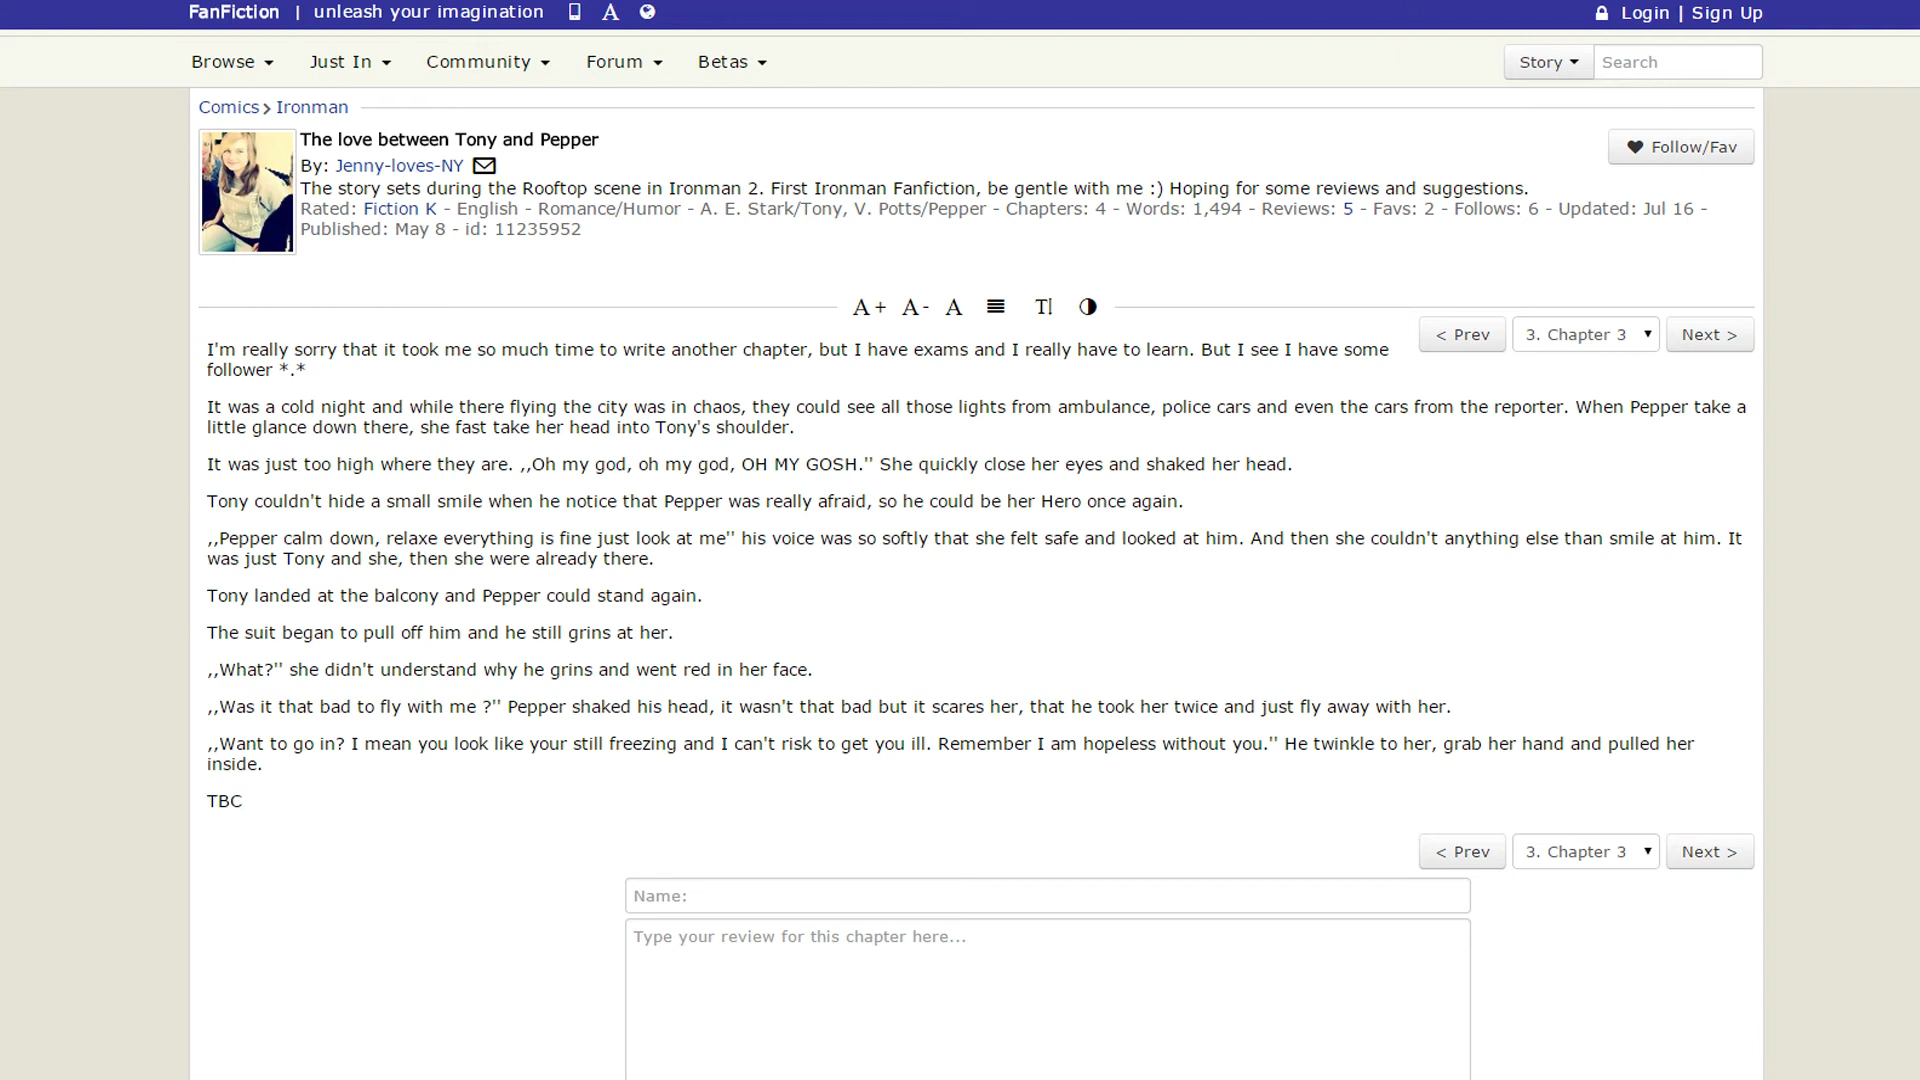 FanFiction | unleash your imagination A Login | Sign Up
Browse Just In Community Forum Betas Story Search
Comics Ironman
The love between Tony and Pepper
By: Jenny-loves-NY Follow/Fav
The story sets during the Rooftop scene in Ironman 2. First Ironman Fanfiction, be gentle with me :) Hoping for some reviews and suggestions.
Rated: Fiction K - English - Romance/Humor - A. E. Stark/Tony, V. Potts/Pepper - Chapters: 4 - Words: 1,494 - Reviews: 5 - Favs: 2 - Follows: 6 - Updated: Jul 16 -
Published: May 8 - id: 11235952
A+ A- A T
< Prev 3. Chapter 3 Next >
I'm really sorry that it took me so much time to write another chapter, but I have exams and I really have to learn. But I see I have some
follower *.*
It was a cold night and while there flying the city was in chaos, they could see all those lights from ambulance, police cars and even the cars from the reporter. When Pepper take a
little glance down there, she fast take her head into Tony's shoulder.
It was just too high where they are. ,,Oh my god, oh my god, OH MY GOSH.'' She quickly close her eyes and shaked her head.
Tony couldn't hide a small smile when he notice that Pepper was really afraid, so he could be her Hero once again.
,,Pepper calm down, relaxe everything is fine just look at me'' his voice was so softly that she felt safe and looked at him. And then she couldn't anything else than smile at him. It
was just Tony and she, then she were already there.
Tony landed at the balcony and Pepper could stand again.
The suit began to pull off him and he still grins at her.
,,What?'' she didn't understand why he grins and went red in her face.
,,Was it that bad to fly with me ?'' Pepper shaked his head, it wasn't that bad but it scares her, that he took her twice and just fly away with her.
,,Want to go in? I mean you look like your still freezing and I can't risk to get you ill. Remember I am hopeless without you.'' He twinkle to her, grab her hand and pulled her
inside.
TBC
< Prev 3. Chapter 3 Next >
Name:
Type your review for this chapter here...